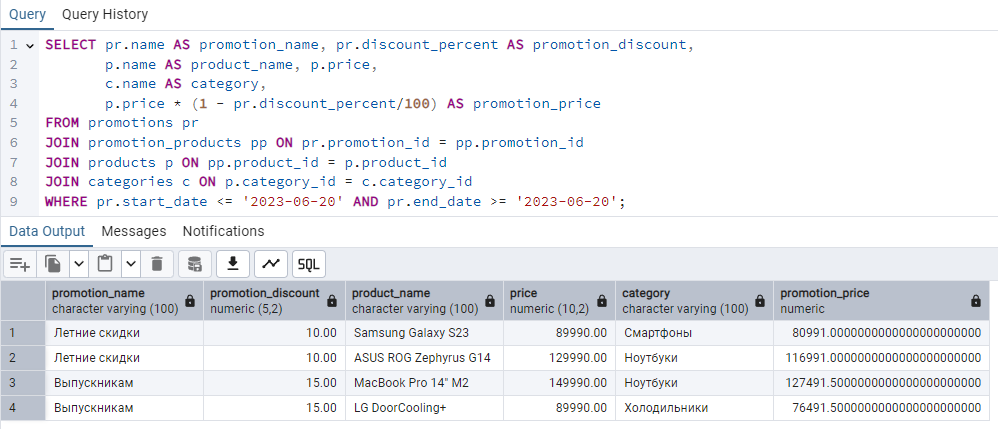 Query Query History
1 SELECT pr.name AS promotion_name, pr.discount_percent AS promotion_discount,
2 p.name AS product_name, p.price,
3 c.name AS category,
4 p.price * (1 - pr.discount_percent/100) AS promotion_price
5 FROM promotions pr
6 JOIN promotion_products pp ON pr.promotion_id = pp.promotion_id
7 JOIN products p ON pp.product_id = p.product_id
8 JOIN categories c ON p.category_id = c.category_id
9 WHERE pr.start_date <= '2023-06-20' AND pr.end_date >= '2023-06-20';
Data Output Messages Notifications
SQL
promotion_name promotion_discount product_name price category promotion_price
character varying (100) numeric (5,2) character varying (100) numeric (10,2) character varying (100) numeric
1 Летние скидки 10.00 Samsung Galaxy S23 89990.00 Смартфоны 80991.000000000000000000000000
2 Летние скидки 10.00 ASUS ROG Zephyrus G14 129990.00 Ноутбуки 116991.000000000000000000000000
3 Выпускникам 15.00 MacBook Pro 14" M2 149990.00 Ноутбуки 127491.500000000000000000000000
4 Выпускникам 15.00 LG DoorCooling+ 89990.00 Холодильники 76491.500000000000000000000000